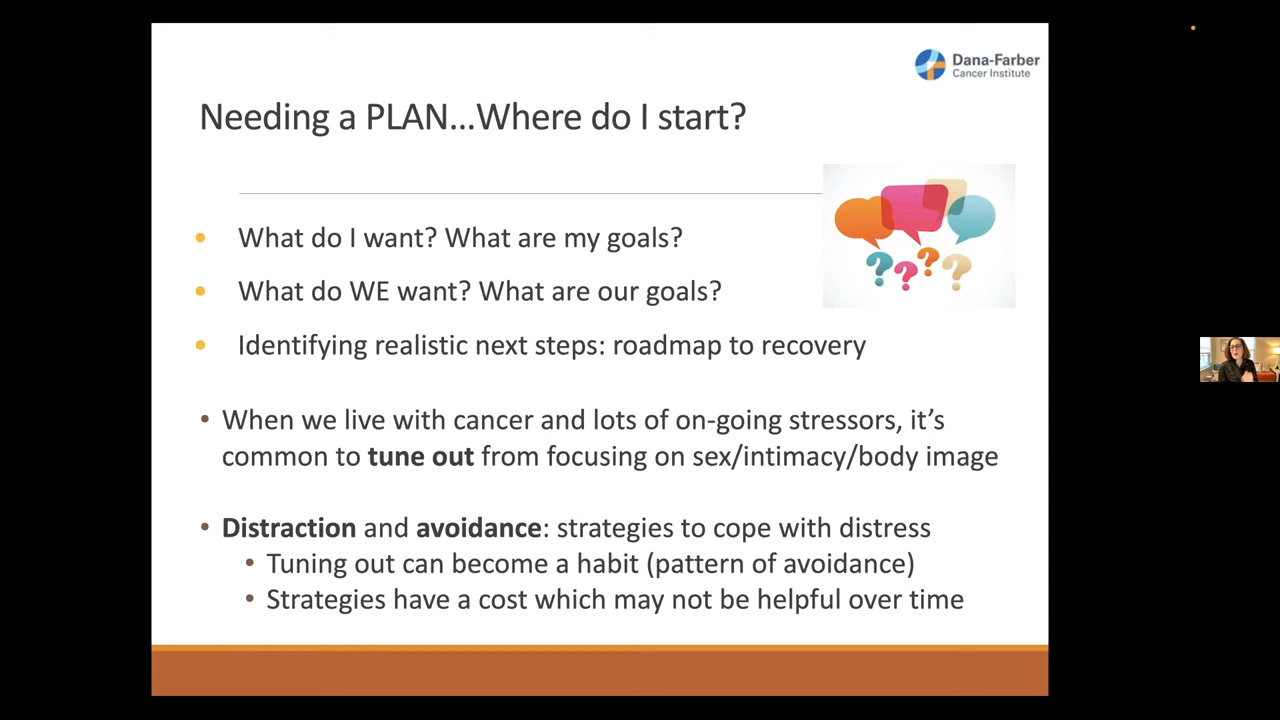 Dana-Farber
Cancer Institute
Needing a PLAN...Where do I start?
• What do I want? What are my goals?
• What do WE want? What are our goals?
• Identifying realistic next steps: roadmap to recovery
• When we live with cancer and lots of on-going stressors, it’s
common to tune out from focusing on sex/intimacy/body image
• Distraction and avoidance: strategies to cope with distress
• Tuning out can become a habit (pattern of avoidance)
• Strategies have a cost which may not be helpful over time
? ? ? ?